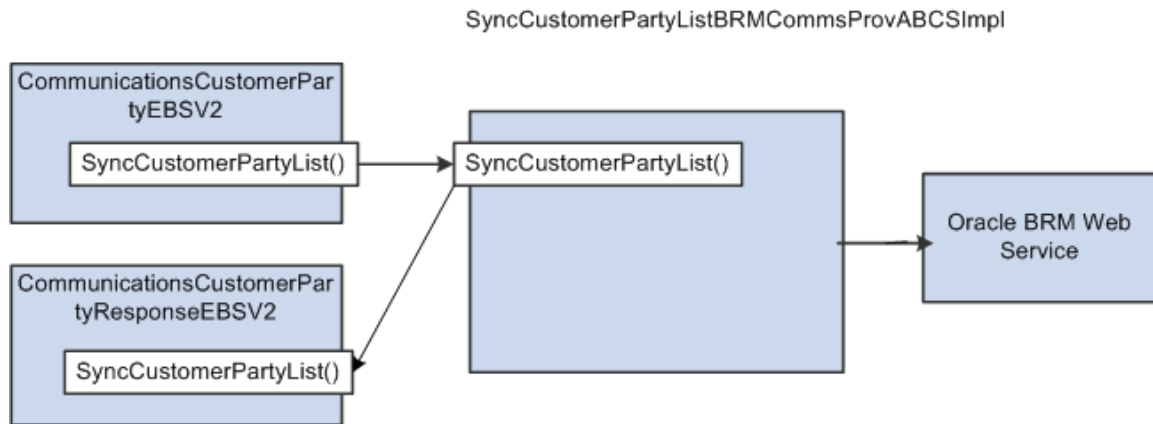 SyncCustomerPartyListBRMCommsProvABCSImpl
CommunicationsCustomerPar
tyEBSV2
SyncCustomerPartyList()
SyncCustomerPartyList()
Oracle BRM Web
Service
CommunicationsCustomerPar
tyResponseEBSV2
SyncCustomerPartyList()